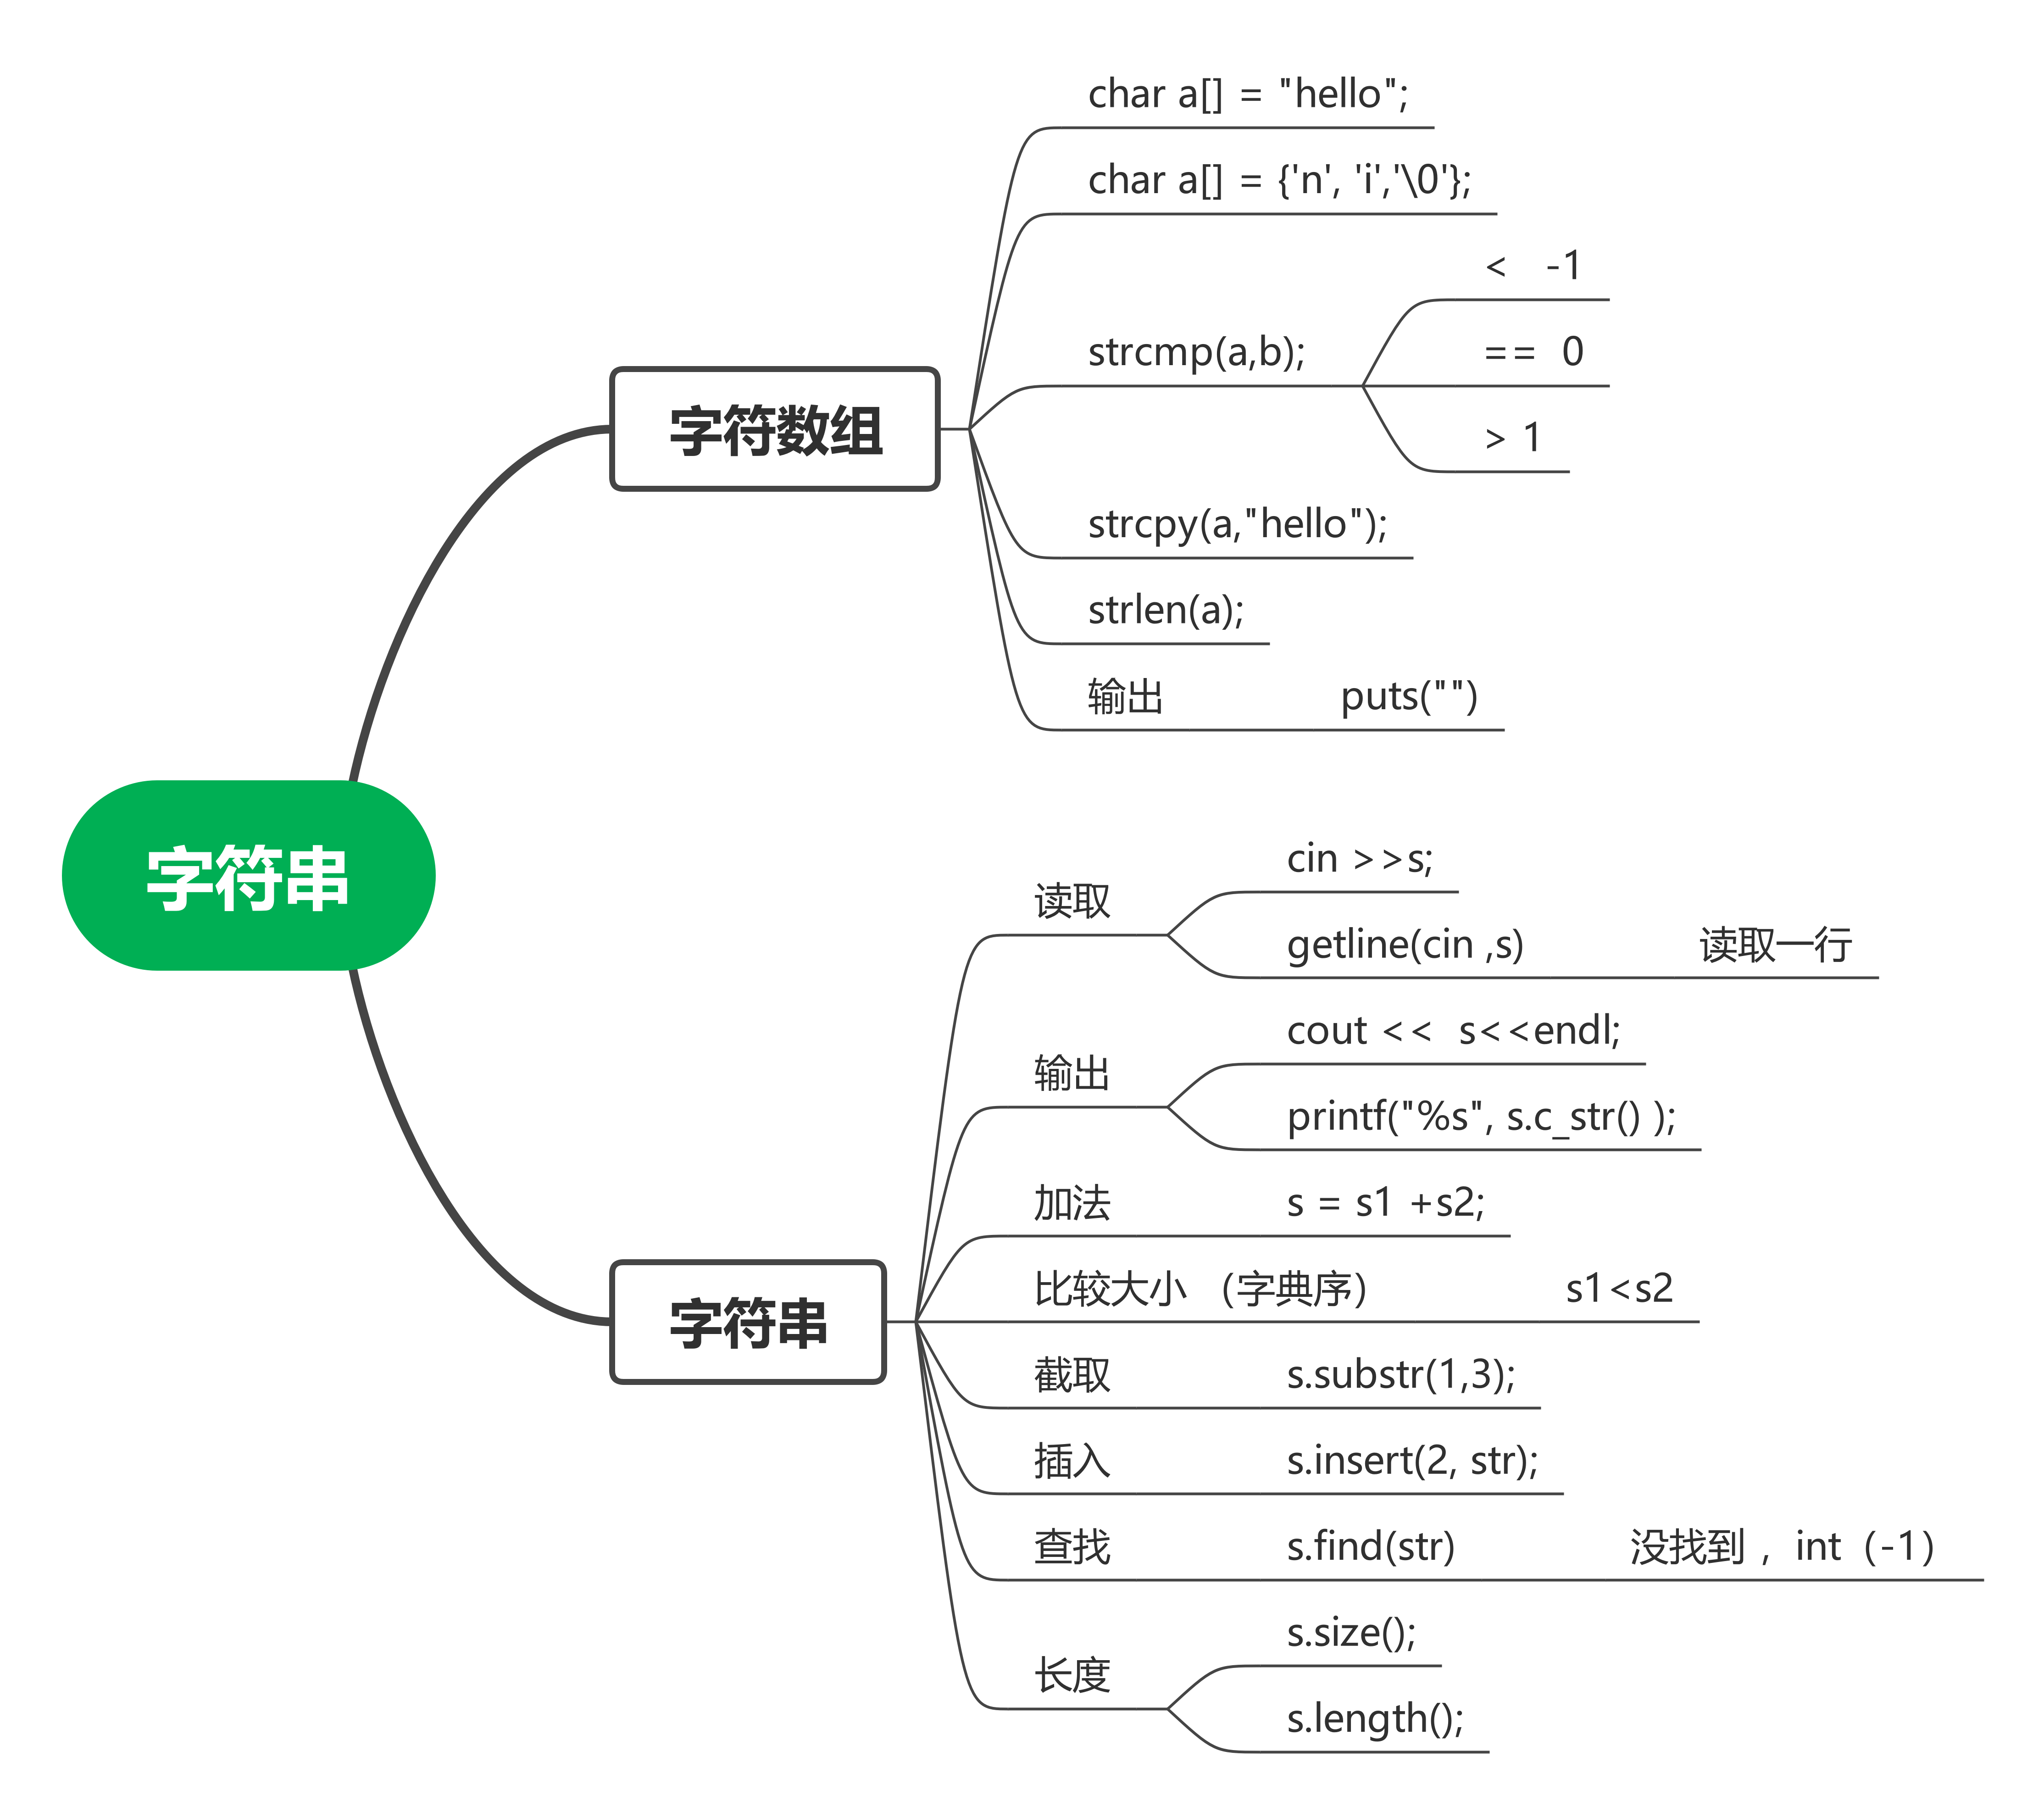 字符串
字符数组
char a[] = "hello";
char a[] = {'n', 'i','\0'};
strcmp(a,b);
<   -1
==  0
> 1
strcpy(a,"hello");
strlen(a);
输出 puts("")
字符串
读取
cin >>s;
getline(cin ,s) 读取一行
输出
cout <<  s<<endl;
printf("%s", s.c_str() );
加法 s = s1 +s2;
比较大小 （字典序） s1<s2
截取 s.substr(1,3);
插入 s.insert(2, str);
查找 s.find(str) 没找到 ， int（-1）
长度
s.size();
s.length();